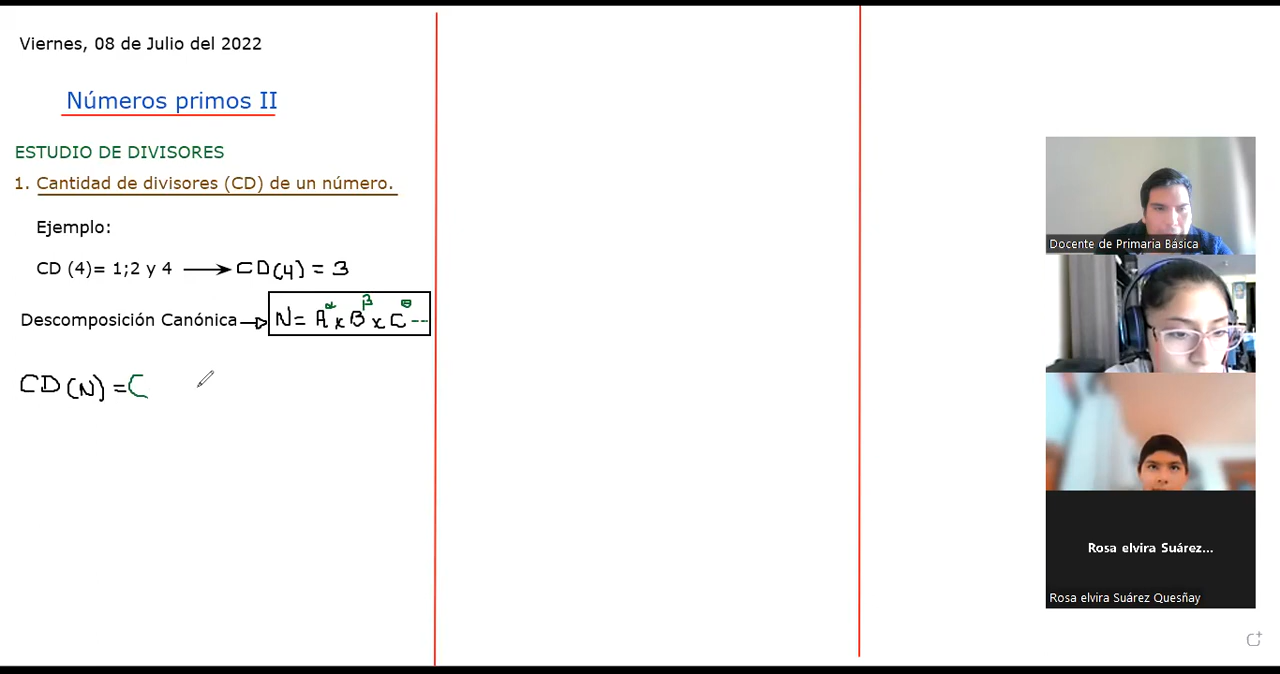 Viernes, 08 de Julio del 2022
Números primos II
ESTUDIO DE DIVISORES
1. Cantidad de divisores (CD) de un número.
Ejemplo:
CD (4)= 1;2 y 4 ⟶ CD(4) = 3
Descomposición Canónica → N = A^α x B^β x C^θ ---
CD(N) = (
Docente de Primaria Básica
Rosa elvira Suárez...
Rosa elvira Suárez Quesñay